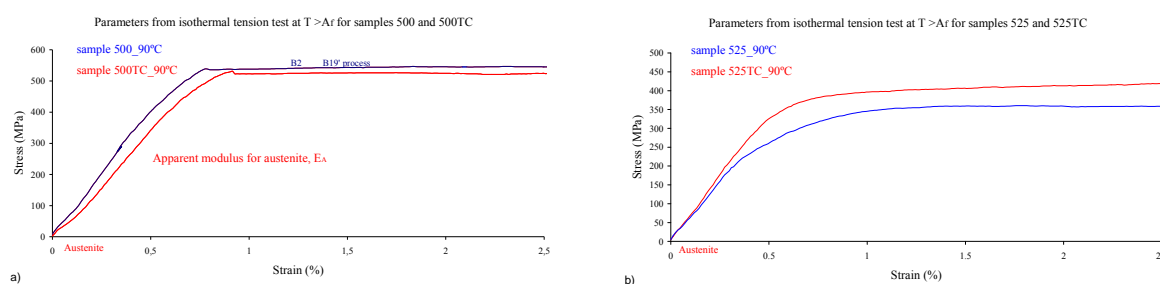 Parameters from isothermal tension test at T >Af for samples 500 and 500TC
600
500
400
300
200
100
0
Stress (MPa)
sample 500_90ºC
sample 500TC_90ºC
B2 B19' process
Apparent modulus for austenite, EA
Austenite
0 0,5 1 1,5 2 2,5
Strain (%)
a)
Parameters from isothermal tension test at T >Af for samples 525 and 525TC
500
450
400
350
300
250
200
150
100
50
0
Stress (MPa)
sample 525_90ºC
sample 525TC_90ºC
Austenite
0 0.5 1 1.5 2
Strain (%)
b)